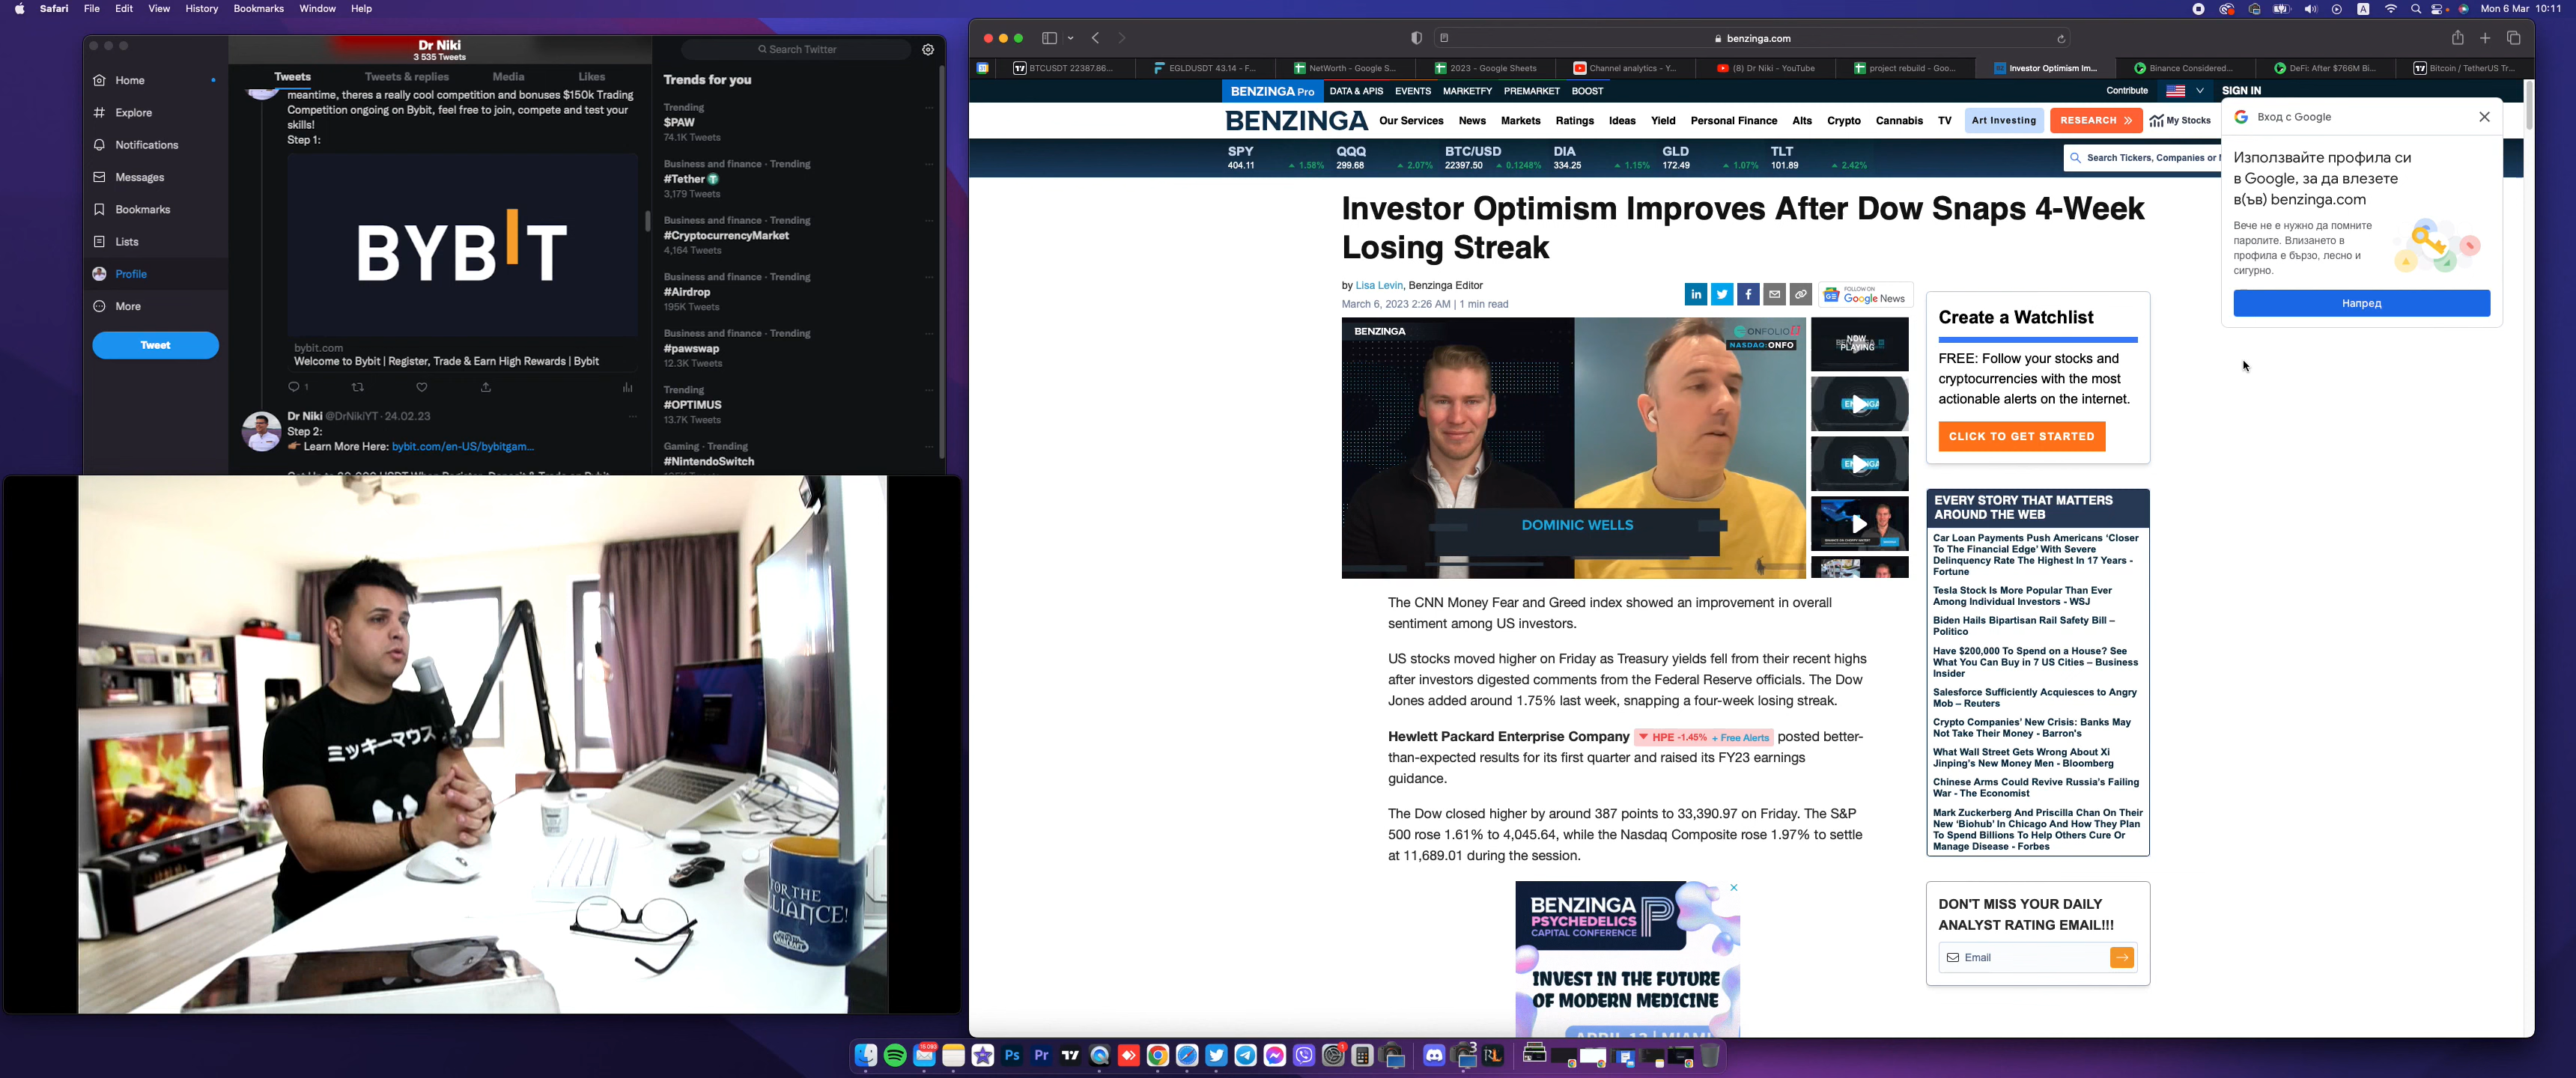 Safari File Edit View History Bookmarks Window Help
Mon 6 Mar 10:11
Dr Niki
3 535 Tweets
Tweets Tweets & replies Media Likes
Home
Explore
Notifications
Messages
Bookmarks
Lists
Profile
More
Tweet
meantime, theres a really cool competition and bonuses $150k Trading
Competition ongoing on Bybit, feel free to join, compete and test your
skills!
Step 1:
BYBIT
bybit.com
Welcome to Bybit | Register, Trade & Earn High Rewards | Bybit
1
Dr Niki @DrNikiYT · 24.02.23
Step 2:
Learn More Here: bybit.com/en-US/bybitgam...
Search Twitter
Trends for you
Trending
$PAW
74.1K Tweets
Business and finance · Trending
#Tether
3,179 Tweets
Business and finance · Trending
#CryptocurrencyMarket
4,164 Tweets
Business and finance · Trending
#Airdrop
195K Tweets
Business and finance · Trending
#pawswap
12.3K Tweets
Trending
#OPTIMUS
13.7K Tweets
Gaming · Trending
#NintendoSwitch
ミッキーマウス
FOR THE
ALLIANCE!
benzinga.com
BTCUSDT 22387.86...
EGLDUSDT 43.14 - F...
NetWorth - Google S...
2023 - Google Sheets
Channel analytics - Y...
(8) Dr Niki - YouTube
project rebuild - Goo...
Investor Optimism Im...
Binance Considered...
DeFi: After $766M Bi...
Bitcoin / TetherUS Tr...
BENZINGA Pro DATA & APIS EVENTS MARKETFY PREMARKET BOOST
Contribute SIGN IN
BENZINGA Our Services News Markets Ratings Ideas Yield Personal Finance Alts Crypto Cannabis TV Art Investing RESEARCH My Stocks
SPY QQQ BTC/USD DIA GLD TLT
404.11 1.58% 299.68 2.07% 22397.50 0.1248% 334.25 1.15% 172.49 1.07% 101.89 2.42%
Search Tickers, Companies or
Вход с Google
Използвайте профила си
в Google, за да влезете
в(ъв) benzinga.com
Вече не е нужно да помните
паролите. Влизането в
профила е бързо, лесно и
сигурно.
Напред
Investor Optimism Improves After Dow Snaps 4-Week
Losing Streak
by Lisa Levin, Benzinga Editor
March 6, 2023 2:26 AM | 1 min read
FOLLOW ON
Google News
BENZINGA
ONFOLIO
NASDAQ: ONFO
DOMINIC WELLS
NOW
PLAYING
The CNN Money Fear and Greed index showed an improvement in overall
sentiment among US investors.
US stocks moved higher on Friday as Treasury yields fell from their recent highs
after investors digested comments from the Federal Reserve officials. The Dow
Jones added around 1.75% last week, snapping a four-week losing streak.
Hewlett Packard Enterprise Company HPE -1.45% + Free Alerts posted better-
than-expected results for its first quarter and raised its FY23 earnings
guidance.
The Dow closed higher by around 387 points to 33,390.97 on Friday. The S&P
500 rose 1.61% to 4,045.64, while the Nasdaq Composite rose 1.97% to settle
at 11,689.01 during the session.
BENZINGA
PSYCHEDELICS
CAPITAL CONFERENCE
INVEST IN THE FUTURE
OF MODERN MEDICINE
APRIL 13 | MIAMI
Create a Watchlist
FREE: Follow your stocks and
cryptocurrencies with the most
actionable alerts on the internet.
CLICK TO GET STARTED
EVERY STORY THAT MATTERS
AROUND THE WEB
Car Loan Payments Push Americans ‘Closer
To The Financial Edge’ With Severe
Delinquency Rate The Highest In 17 Years -
Fortune
Tesla Stock Is More Popular Than Ever
Among Individual Investors - WSJ
Biden Hails Bipartisan Rail Safety Bill –
Politico
Have $200,000 To Spend on a House? See
What You Can Buy in 7 US Cities – Business
Insider
Salesforce Sufficiently Acquiesces to Angry
Mob – Reuters
Crypto Companies’ New Crisis: Banks May
Not Take Their Money - Barron's
What Wall Street Gets Wrong About Xi
Jinping's New Money Men - Bloomberg
Chinese Arms Could Revive Russia's Failing
War - The Economist
Mark Zuckerberg And Priscilla Chan On Their
New ‘Biohub’ In Chicago And How They Plan
To Spend Billions To Help Others Cure Or
Manage Disease - Forbes
DON'T MISS YOUR DAILY
ANALYST RATING EMAIL!!!
Email
Ps Pr